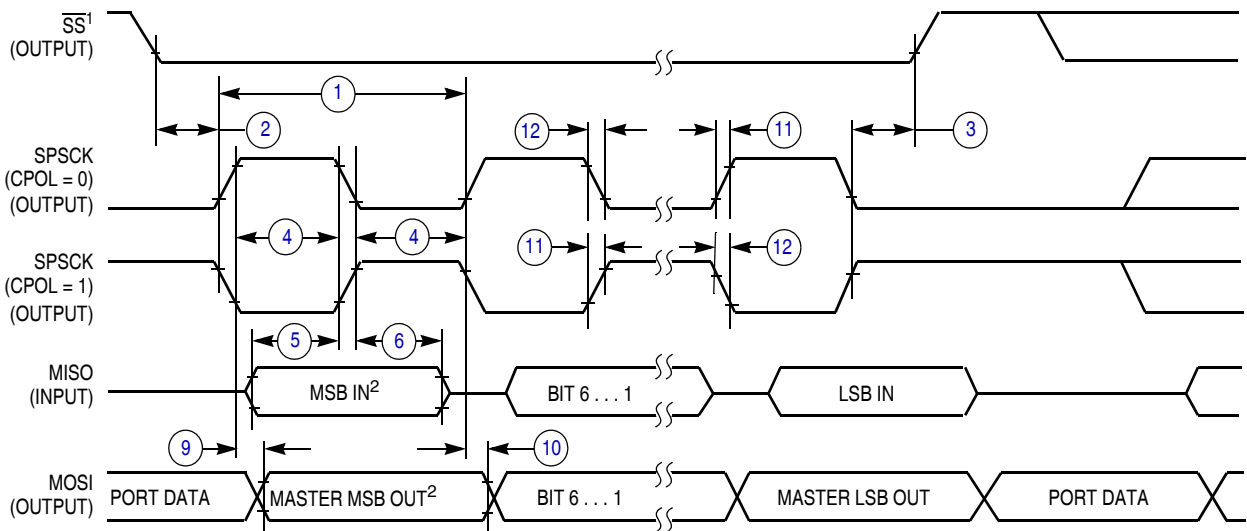 SS1
(OUTPUT)
1
2
12
11
3
SPSCK
(CPOL = 0)
(OUTPUT)
4
4
SPSCK
(CPOL = 1)
(OUTPUT)
11
12
5
6
MISO
(INPUT)
MSB IN2
BIT 6 . . . 1
LSB IN
9
10
MOSI
(OUTPUT)
PORT DATA
MASTER MSB OUT2
BIT 6 . . . 1
MASTER LSB OUT
PORT DATA